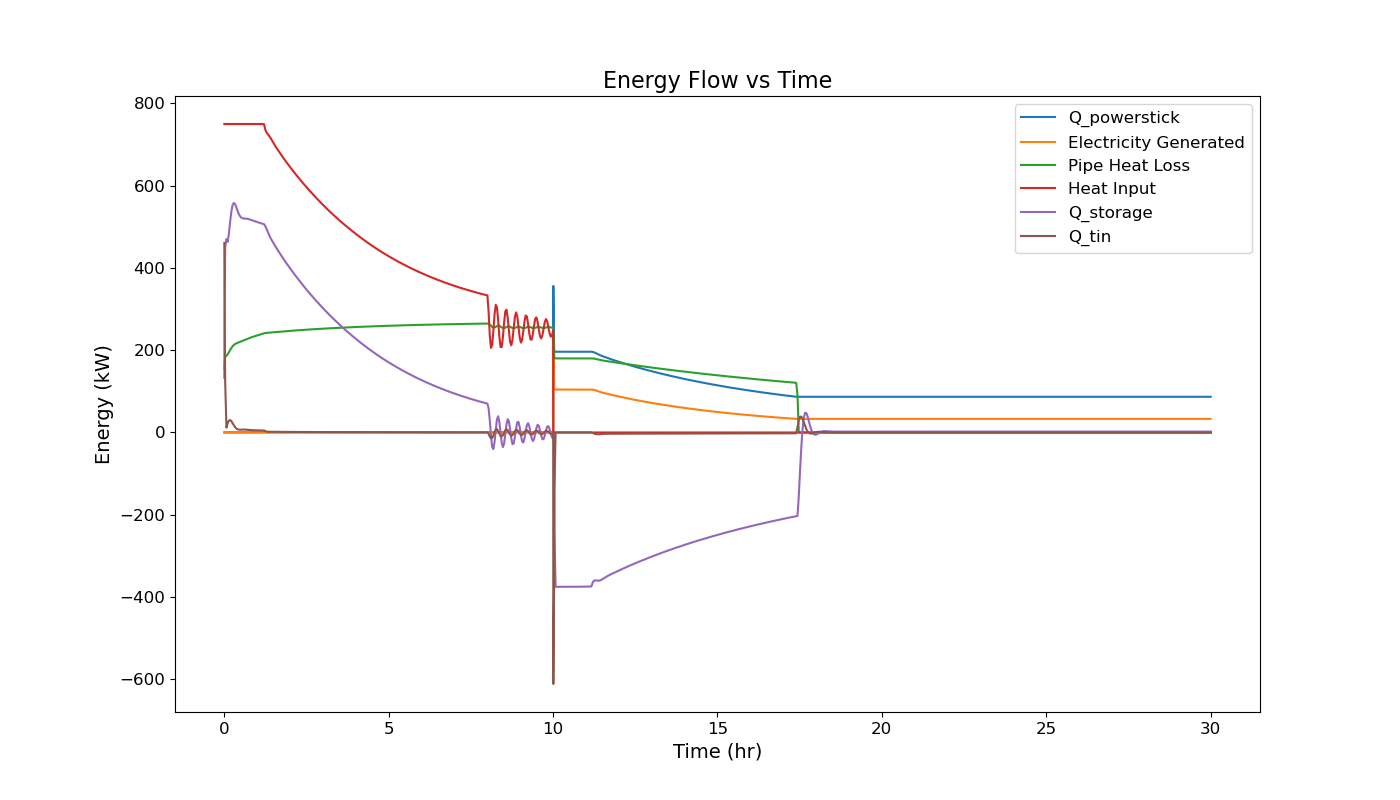 Energy Flow vs Time
Q_powerstick
Electricity Generated
Pipe Heat Loss
Heat Input
Q_storage
Q_tin
Energy (kW)
800
600
400
200
0
−200
−400
−600
0 5 10 15 20 25 30
Time (hr)